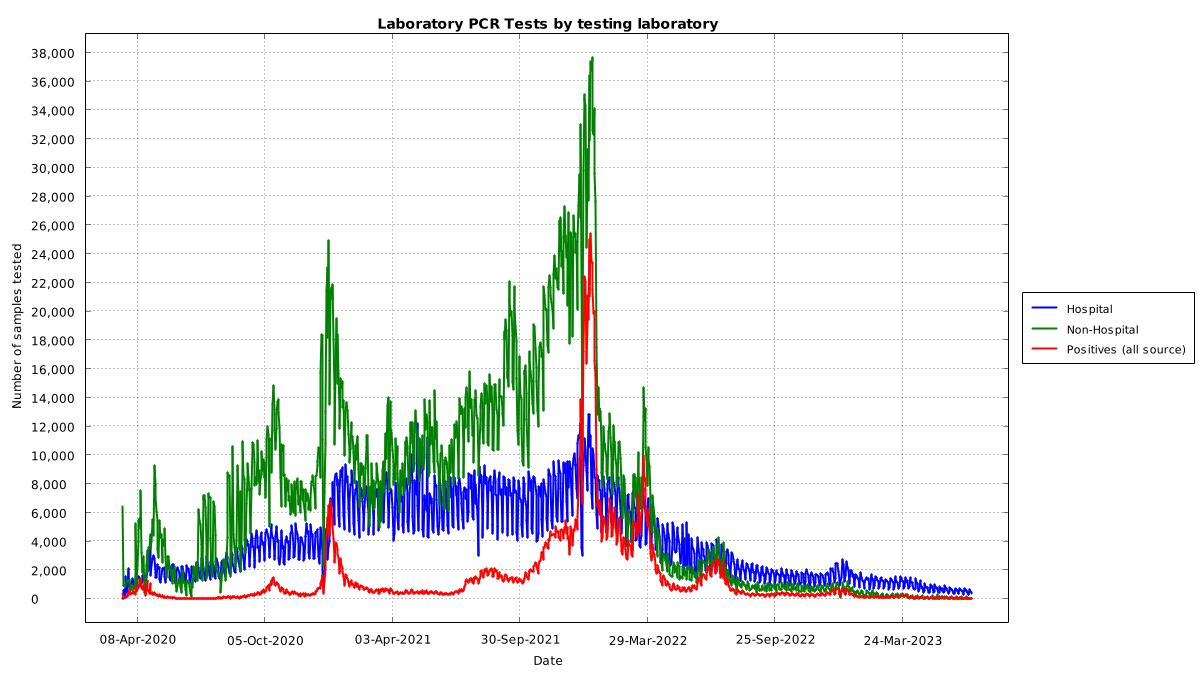 Laboratory PCR Tests by testing laboratory
38,000
36,000
34,000
32,000
30,000
28,000
26,000
24,000
22,000
20,000
18,000
16,000
14,000
12,000
10,000
8,000
6,000
4,000
2,000
0
Number of samples tested
08-Apr-2020
05-Oct-2020
03-Apr-2021
30-Sep-2021
29-Mar-2022
25-Sep-2022
24-Mar-2023
Date
Hospital
Non-Hospital
Positives (all source)